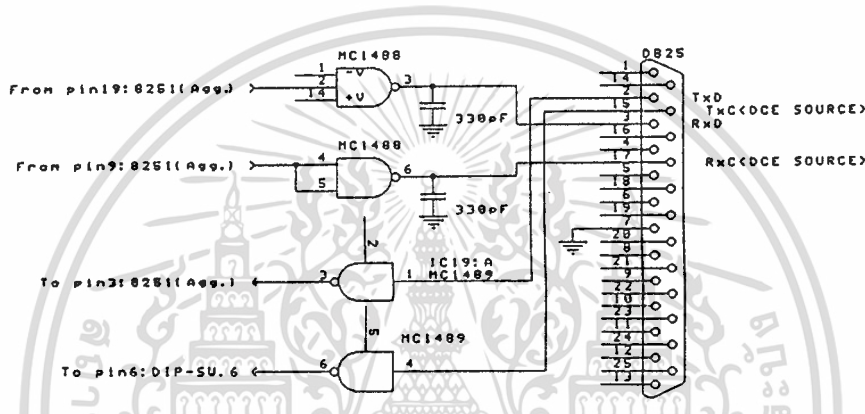 MC1488
DB25
1
-V
2
14
+V
3
From pin19:8251(Agg.)
330pF
MC1488
From pin9:8251(Agg.)
4
5
6
330pF
2
IC19:A
MC1489
To pin3:8251(Agg.)
3
1
5
MC1489
To pin6:DIP-SW.6
6
4
1
14
2
TxD
15
TxC<DCE SOURCE>
3
RxD
16
4
17
RxC<DCE SOURCE>
5
18
6
19
7
20
8
21
9
22
10
23
11
24
12
25
13